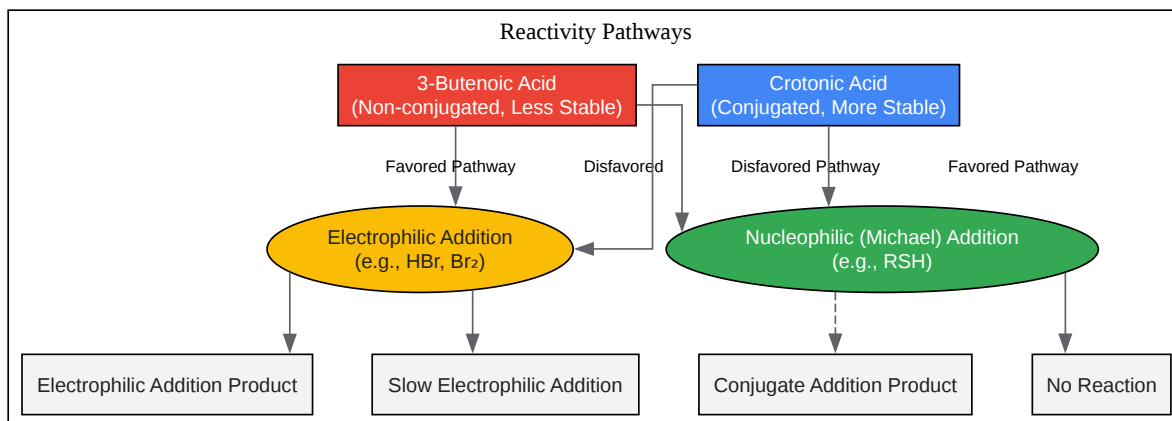 Reactivity Pathways
3-Butenoic Acid
(Non-conjugated, Less Stable)
Crotonic Acid
(Conjugated, More Stable)
Favored Pathway
Disfavored
Disfavored Pathway
Favored Pathway
Electrophilic Addition
(e.g., HBr, Br₂)
Nucleophilic (Michael) Addition
(e.g., RSH)
Electrophilic Addition Product
Slow Electrophilic Addition
Conjugate Addition Product
No Reaction